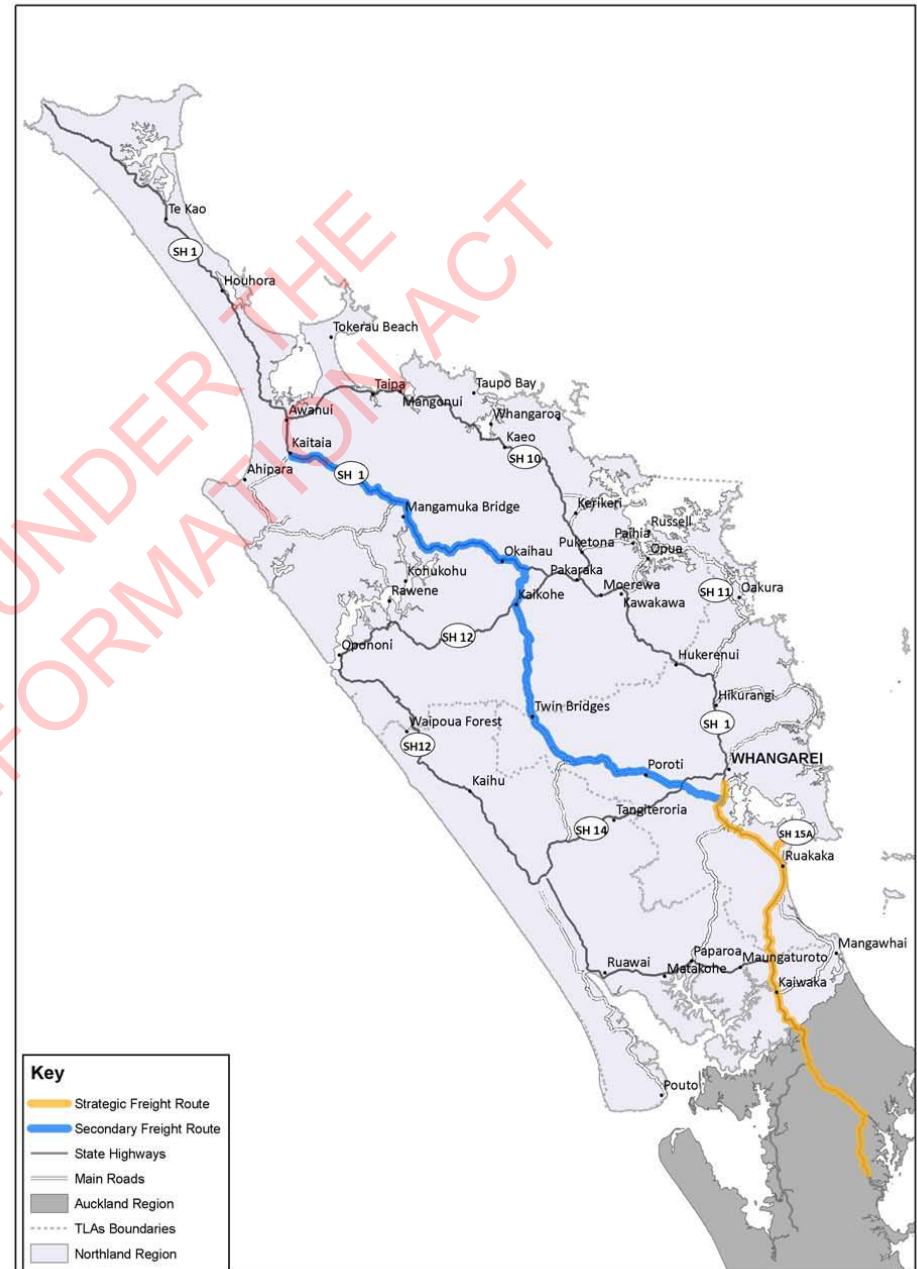 Te Kao
SH 1
Houhora
Tokerau Beach
Taipa
Taupo Bay
Mangonui
Awanui
Whangaroa
Kaitaia
Kaeo
SH 10
SH 1
Ahipara
Mangamuka Bridge
Kerikeri
Russell
Paihia
Puketona
Opua
Okaihau
Pakaraka
Kohukohu
Moerewa
SH 11
Oakura
Rawene
Kaikohe
Kawakawa
SH 12
Opononi
Hukerenui
Hikurangi
Twin Bridges
SH 1
Waipoua Forest
SH12
WHANGAREI
Poroti
Kaihu
Tangiteroria
SH 14
SH 15A
Ruakaka
Mangawhai
Paparoa
Maungaturoto
Ruawai
Matakohe
Kaiwaka
Pouto
Key
Strategic Freight Route
Secondary Freight Route
State Highways
Main Roads
Auckland Region
TLAs Boundaries
Northland Region
UNDER THE
INFORMATION ACT